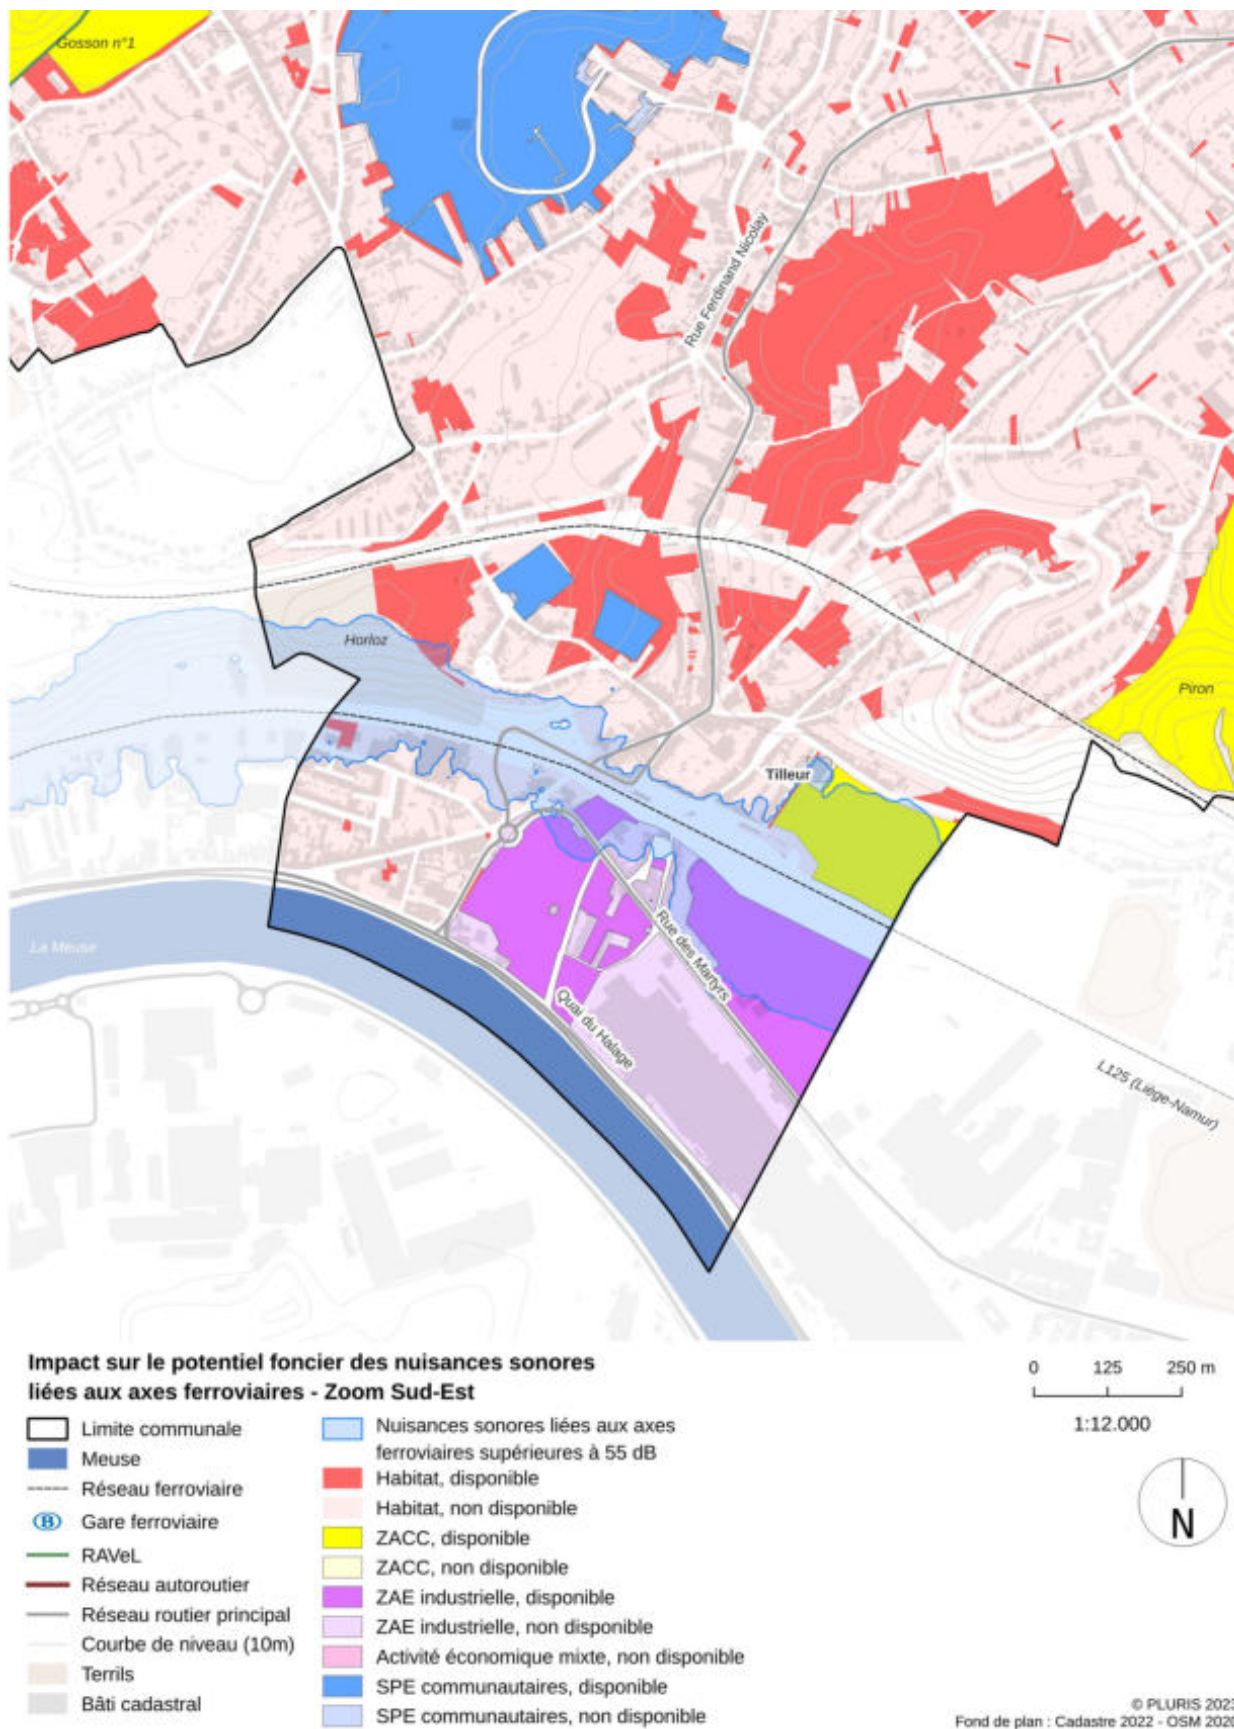 Gosson n°1
Rue Ferdinand Nicolay
Horloz
Piron
Tilleur
La Meuse
Rue des Martyrs
Quai du Halage
L125 (Liège-Namur)
Impact sur le potentiel foncier des nuisances sonores
liées aux axes ferroviaires - Zoom Sud-Est
Limite communale
Meuse
Réseau ferroviaire
B Gare ferroviaire
RAVeL
Réseau autoroutier
Réseau routier principal
Courbe de niveau (10m)
Terrils
Bâti cadastral
Nuisances sonores liées aux axes
ferroviaires supérieures à 55 dB
Habitat, disponible
Habitat, non disponible
ZACC, disponible
ZACC, non disponible
ZAE industrielle, disponible
ZAE industrielle, non disponible
Activité économique mixte, non disponible
SPE communautaires, disponible
SPE communautaires, non disponible
0 125 250 m
1:12.000
N
© PLURIS 2023
Fond de plan : Cadastre 2022 - OSM 2020